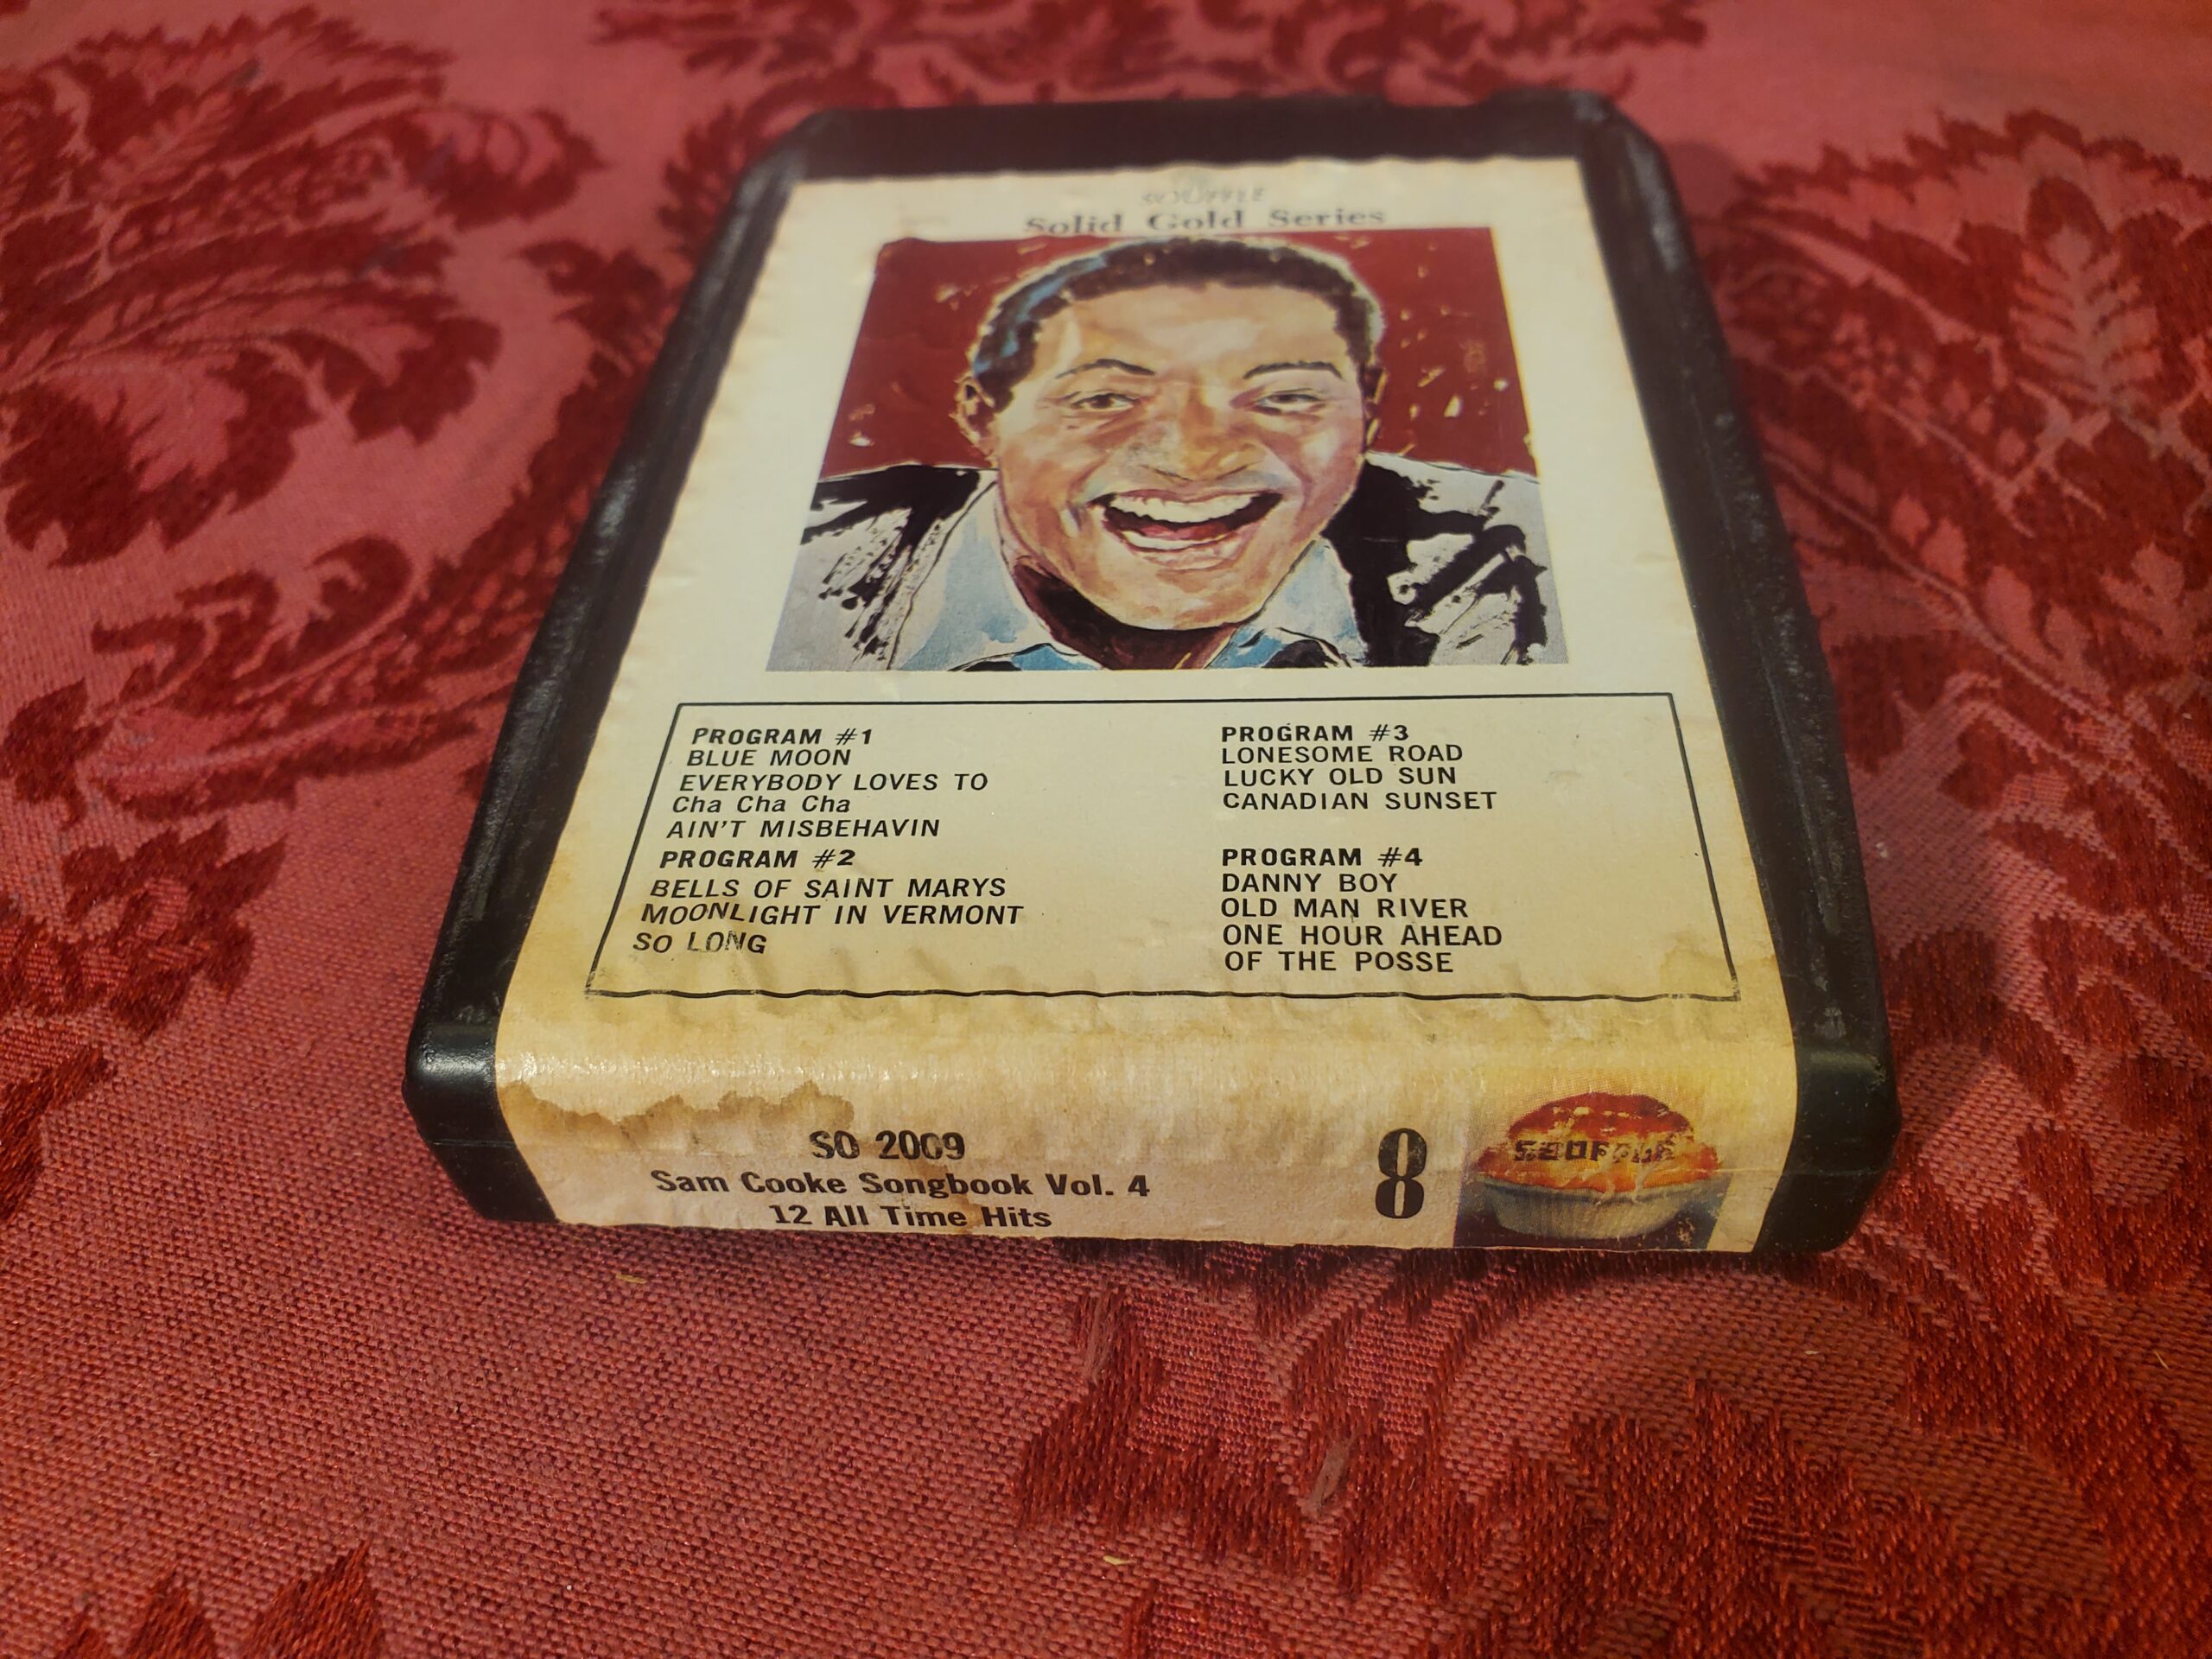 SOUFFLE
Solid Gold Series
PROGRAM #1
BLUE MOON
EVERYBODY LOVES TO
Cha Cha Cha
AIN'T MISBEHAVIN
PROGRAM #2
BELLS OF SAINT MARYS
MOONLIGHT IN VERMONT
SO LONG
PROGRAM #3
LONESOME ROAD
LUCKY OLD SUN
CANADIAN SUNSET
PROGRAM #4
DANNY BOY
OLD MAN RIVER
ONE HOUR AHEAD
OF THE POSSE
SO 2009
Sam Cooke Songbook Vol. 4
12 All Time Hits
8
SOUFFLE